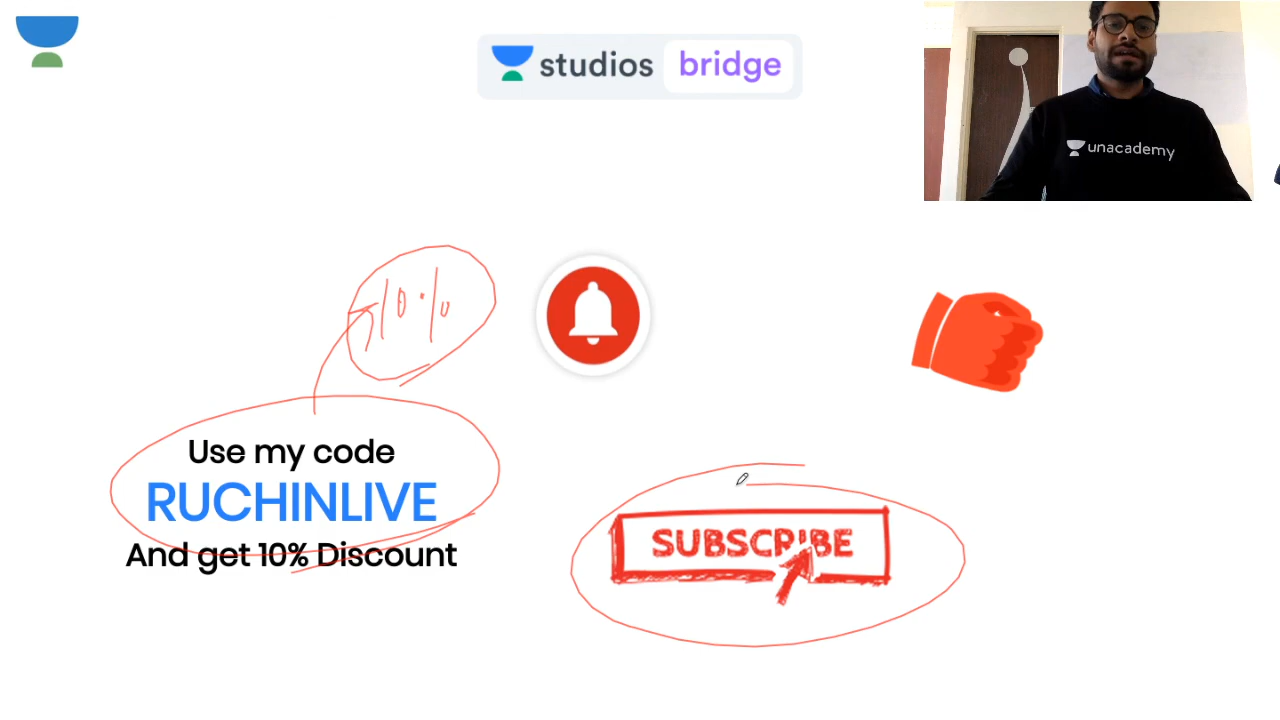 studios bridge
unacademy
10%
Use my code
RUCHINLIVE
And get 10% Discount
SUBSCRIBE